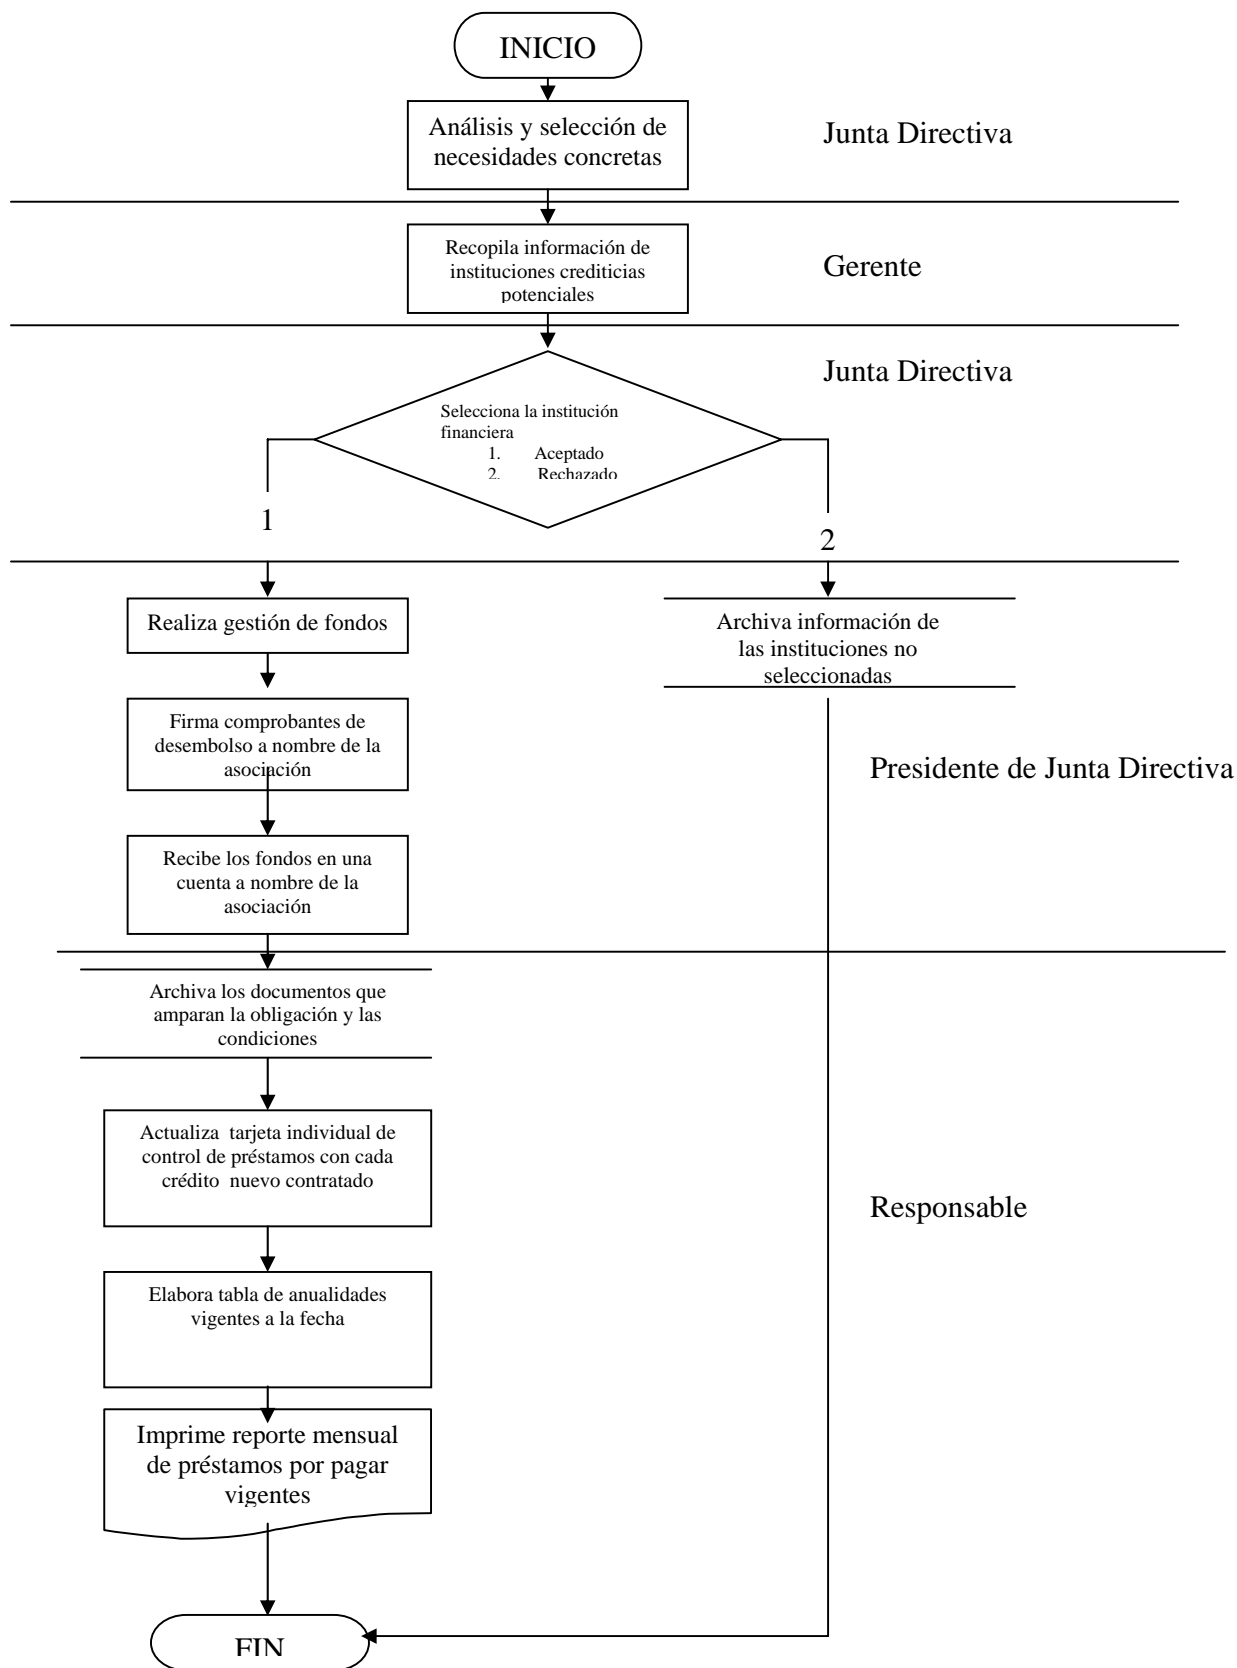 INICIO
Análisis y selección de
necesidades concretas
Junta Directiva
Recopila información de
instituciones crediticias
potenciales
Gerente
Junta Directiva
Selecciona la institución
financiera
1. Aceptado
2. Rechazado
1
2
Realiza gestión de fondos
Archiva información de
las instituciones no
seleccionadas
Firma comprobantes de
desembolso a nombre de la
asociación
Presidente de Junta Directiva
Recibe los fondos en una
cuenta a nombre de la
asociación
Archiva los documentos que
amparan la obligación y las
condiciones
Actualiza tarjeta individual de
control de préstamos con cada
crédito nuevo contratado
Responsable
Elabora tabla de anualidades
vigentes a la fecha
Imprime reporte mensual
de préstamos por pagar
vigentes
FIN